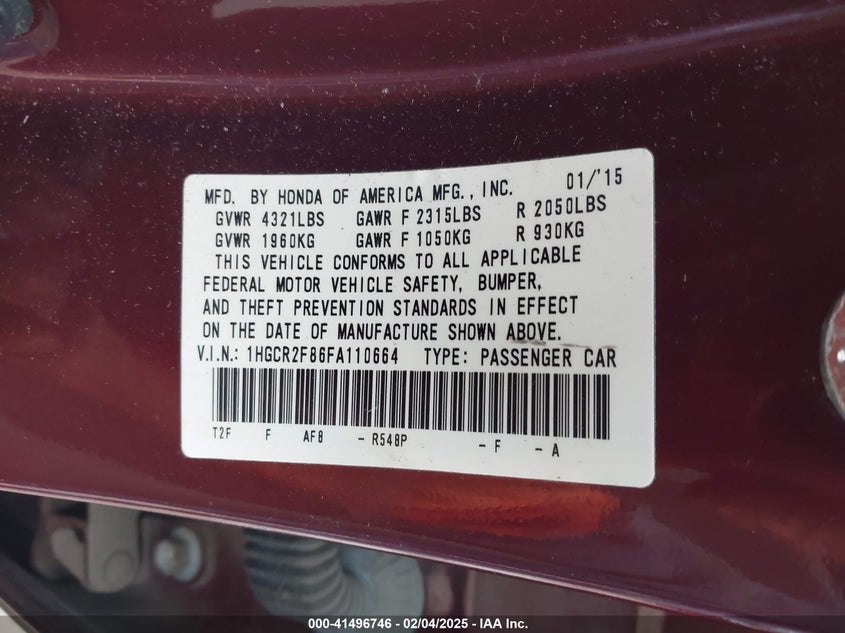 MFD. BY HONDA OF AMERICA MFG., INC. 01/'15
GVWR 4321LBS GAWR F 2315LBS R 2050LBS
GVWR 1960KG GAWR F 1050KG R 930KG
THIS VEHICLE CONFORMS TO ALL APPLICABLE
FEDERAL MOTOR VEHICLE SAFETY, BUMPER,
AND THEFT PREVENTION STANDARDS IN EFFECT
ON THE DATE OF MANUFACTURE SHOWN ABOVE.
V.I.N.: 1HGCR2F86FA110664 TYPE: PASSENGER CAR
T2F F AF8 - R548P - F - A
000-41496746 - 02/04/2025 - IAA Inc.